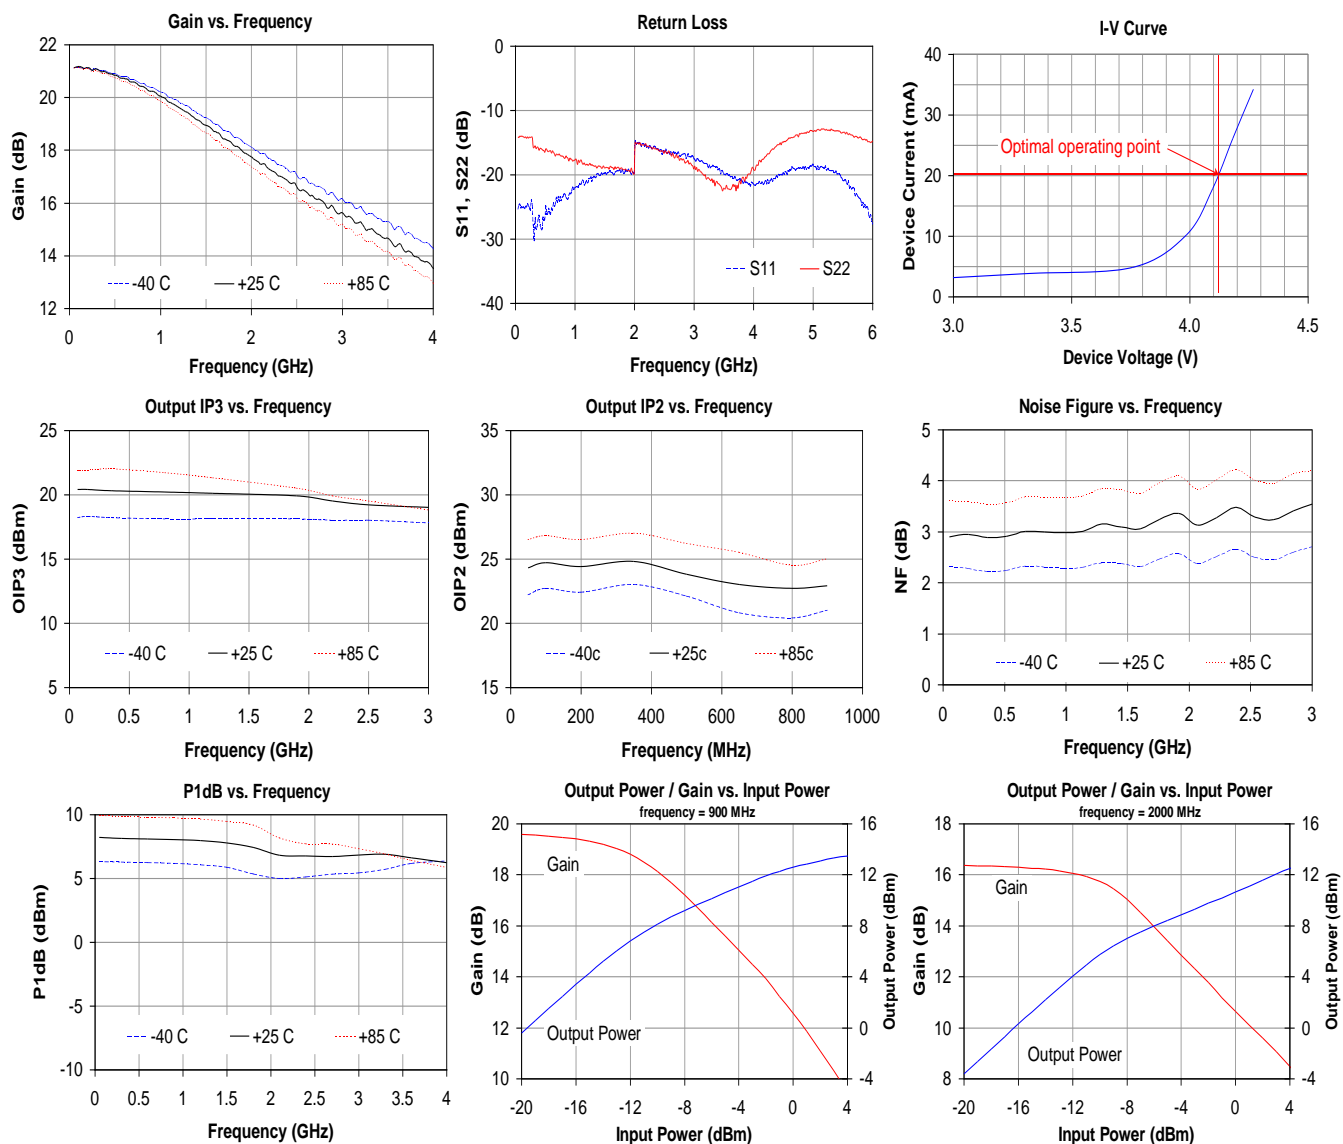 Gain vs. Frequency
22
20
18
16
14
12
Gain (dB)
-40 C
+25 C
+85 C
0
1
2
3
4
Frequency (GHz)
Return Loss
0
-10
-20
-30
-40
S11, S22 (dB)
S11
S22
0
1
2
3
4
5
6
Frequency (GHz)
I-V Curve
40
30
20
10
0
Device Current (mA)
Optimal operating point
3.0
3.5
4.0
4.5
Device Voltage (V)
Output IP3 vs. Frequency
25
20
15
10
5
OIP3 (dBm)
-40 C
+25 C
+85 C
0
0.5
1
1.5
2
2.5
3
Frequency (GHz)
Output IP2 vs. Frequency
35
30
25
20
15
OIP2 (dBm)
-40c
+25c
+85c
0
200
400
600
800
1000
Frequency (MHz)
Noise Figure vs. Frequency
5
4
3
2
1
0
NF (dB)
-40 C
+25 C
+85 C
0
0.5
1
1.5
2
2.5
3
Frequency (GHz)
P1dB vs. Frequency
10
5
0
-5
-10
P1dB (dBm)
-40 C
+25 C
+85 C
0
0.5
1
1.5
2
2.5
3
3.5
4
Frequency (GHz)
Output Power / Gain vs. Input Power
frequency = 900 MHz
20
18
16
14
12
10
Gain (dB)
Gain
Output Power
16
12
8
4
0
-4
Output Power (dBm)
-20
-16
-12
-8
-4
0
4
Input Power (dBm)
Output Power / Gain vs. Input Power
frequency = 2000 MHz
18
16
14
12
10
8
Gain (dB)
Gain
Output Power
16
12
8
4
0
-4
Output Power (dBm)
-20
-16
-12
-8
-4
0
4
Input Power (dBm)